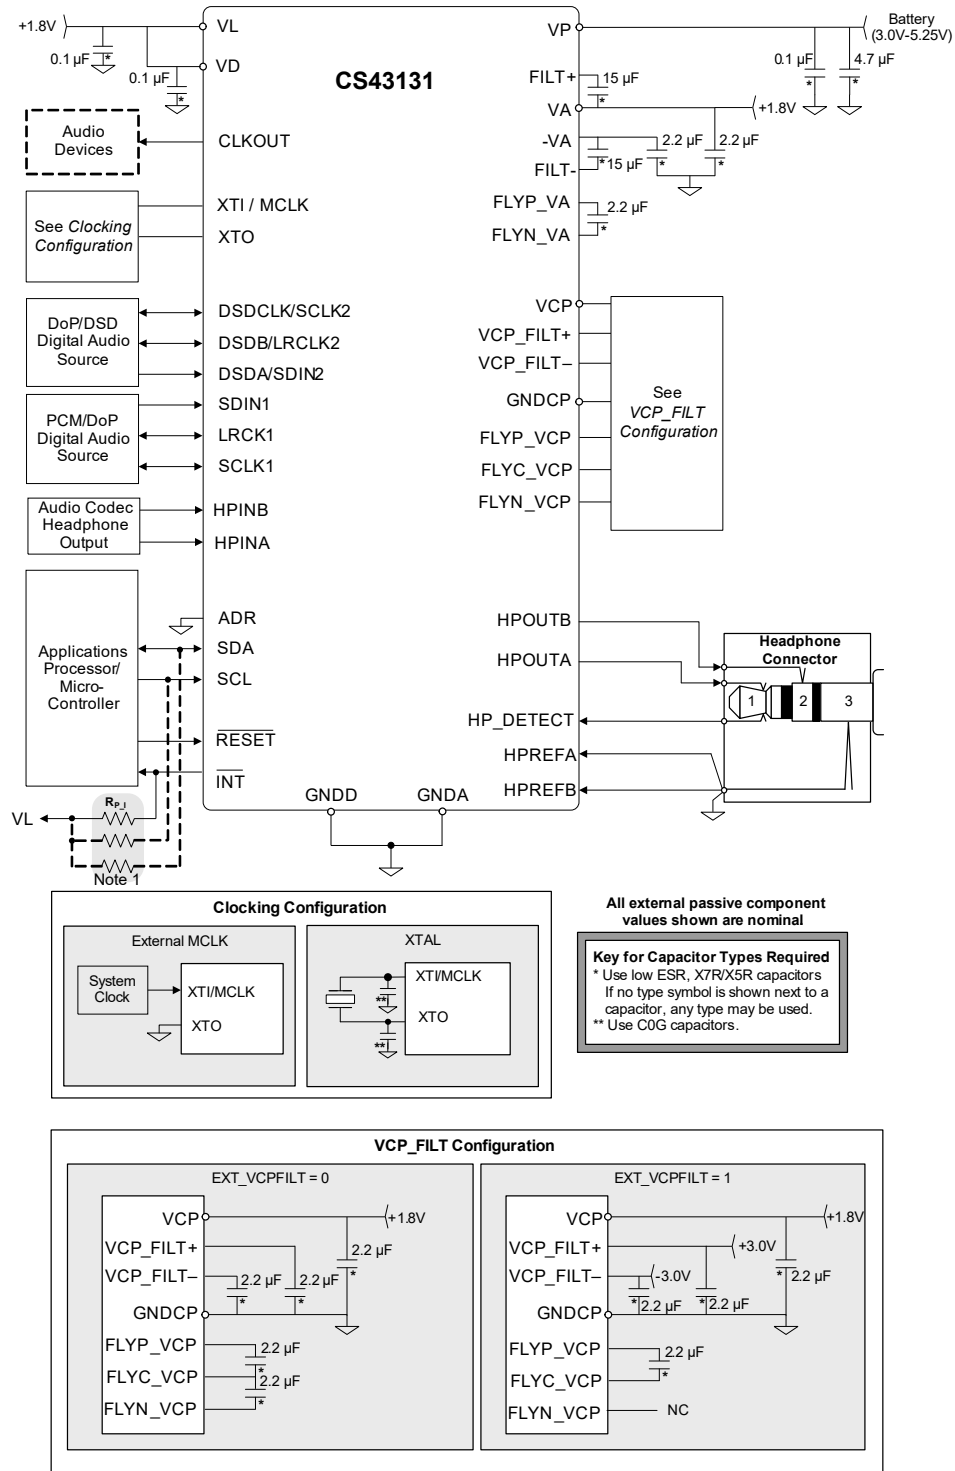 +1.8V
VL
0.1 µF
VD
0.1 µF
CS43131
VP
Battery
(3.0V-5.25V)
0.1 µF
4.7 µF
FILT+
15 µF
VA
+1.8V
-VA
2.2 µF
2.2 µF
15 µF
FILT-
FLYP_VA
2.2 µF
FLYN_VA
Audio
Devices
CLKOUT
See Clocking
Configuration
XTI / MCLK
XTO
DoP/DSD
Digital Audio
Source
DSDCLK/SCLK2
DSDB/LRCLK2
DSDA/SDIN2
PCM/DoP
Digital Audio
Source
SDIN1
LRCK1
SCLK1
Audio Codec
Headphone
Output
HPINB
HPINA
VCP
VCP_FILT+
VCP_FILT–
GNDCP
FLYP_VCP
FLYC_VCP
FLYN_VCP
See
VCP_FILT
Configuration
Applications
Processor/
Micro-
Controller
ADR
SDA
SCL
RESET
INT
HPOUTB
HPOUTA
HP_DETECT
HPREFA
HPREFB
Headphone
Connector
1
2
3
GNDD
GNDA
VL
RP_I
Note 1
Clocking Configuration
External MCLK
System
Clock
XTI/MCLK
XTO
XTAL
XTI/MCLK
XTO
**
**
All external passive component
values shown are nominal
Key for Capacitor Types Required
* Use low ESR, X7R/X5R capacitors
If no type symbol is shown next to a
capacitor, any type may be used.
** Use C0G capacitors.
VCP_FILT Configuration
EXT_VCPFILT = 0
VCP
+1.8V
VCP_FILT+
2.2 µF
VCP_FILT–
2.2 µF
2.2 µF
GNDCP
FLYP_VCP
2.2 µF
FLYC_VCP
2.2 µF
FLYN_VCP
EXT_VCPFILT = 1
VCP
+1.8V
VCP_FILT+
+3.0V
VCP_FILT–
-3.0V
2.2 µF
2.2 µF
2.2 µF
GNDCP
FLYP_VCP
2.2 µF
FLYC_VCP
FLYN_VCP
NC